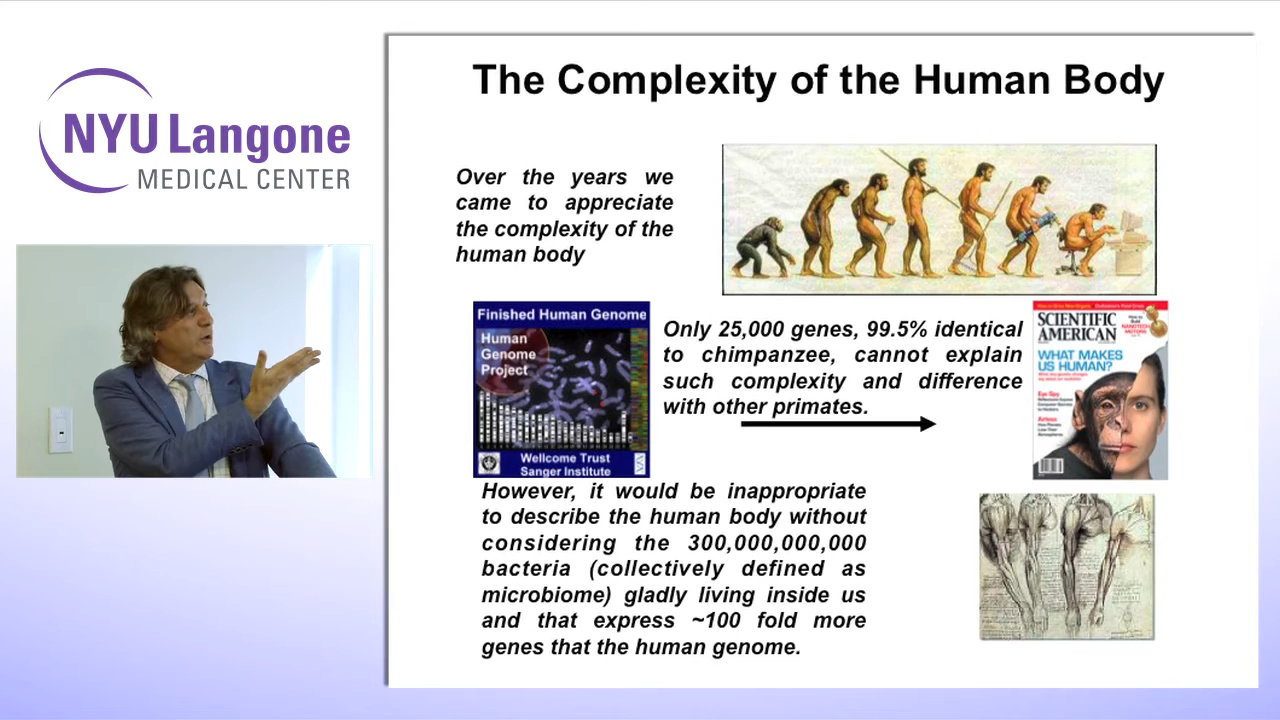 NYU Langone
MEDICAL CENTER
The Complexity of the Human Body
Over the years we
came to appreciate
the complexity of the
human body
Finished Human Genome
Human
Genome
Project
Wellcome Trust
Sanger Institute
Only 25,000 genes, 99.5% identical
to chimpanzee, cannot explain
such complexity and difference
with other primates.
SCIENTIFIC
AMERICAN
WHAT MAKES
US HUMAN?
However, it would be inappropriate
to describe the human body without
considering the 300,000,000,000
bacteria (collectively defined as
microbiome) gladly living inside us
and that express ~100 fold more
genes that the human genome.